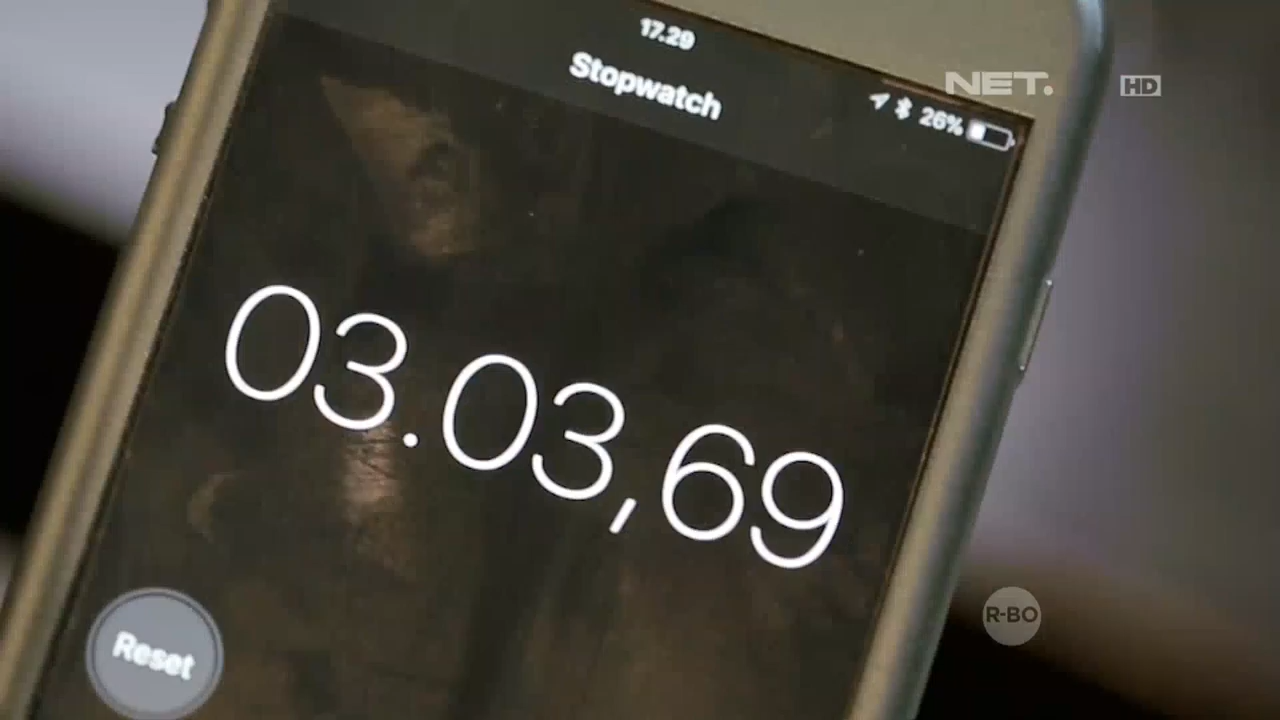 17.29
Stopwatch
26%
NET.
HD
03.03,69
R-BO
Reset